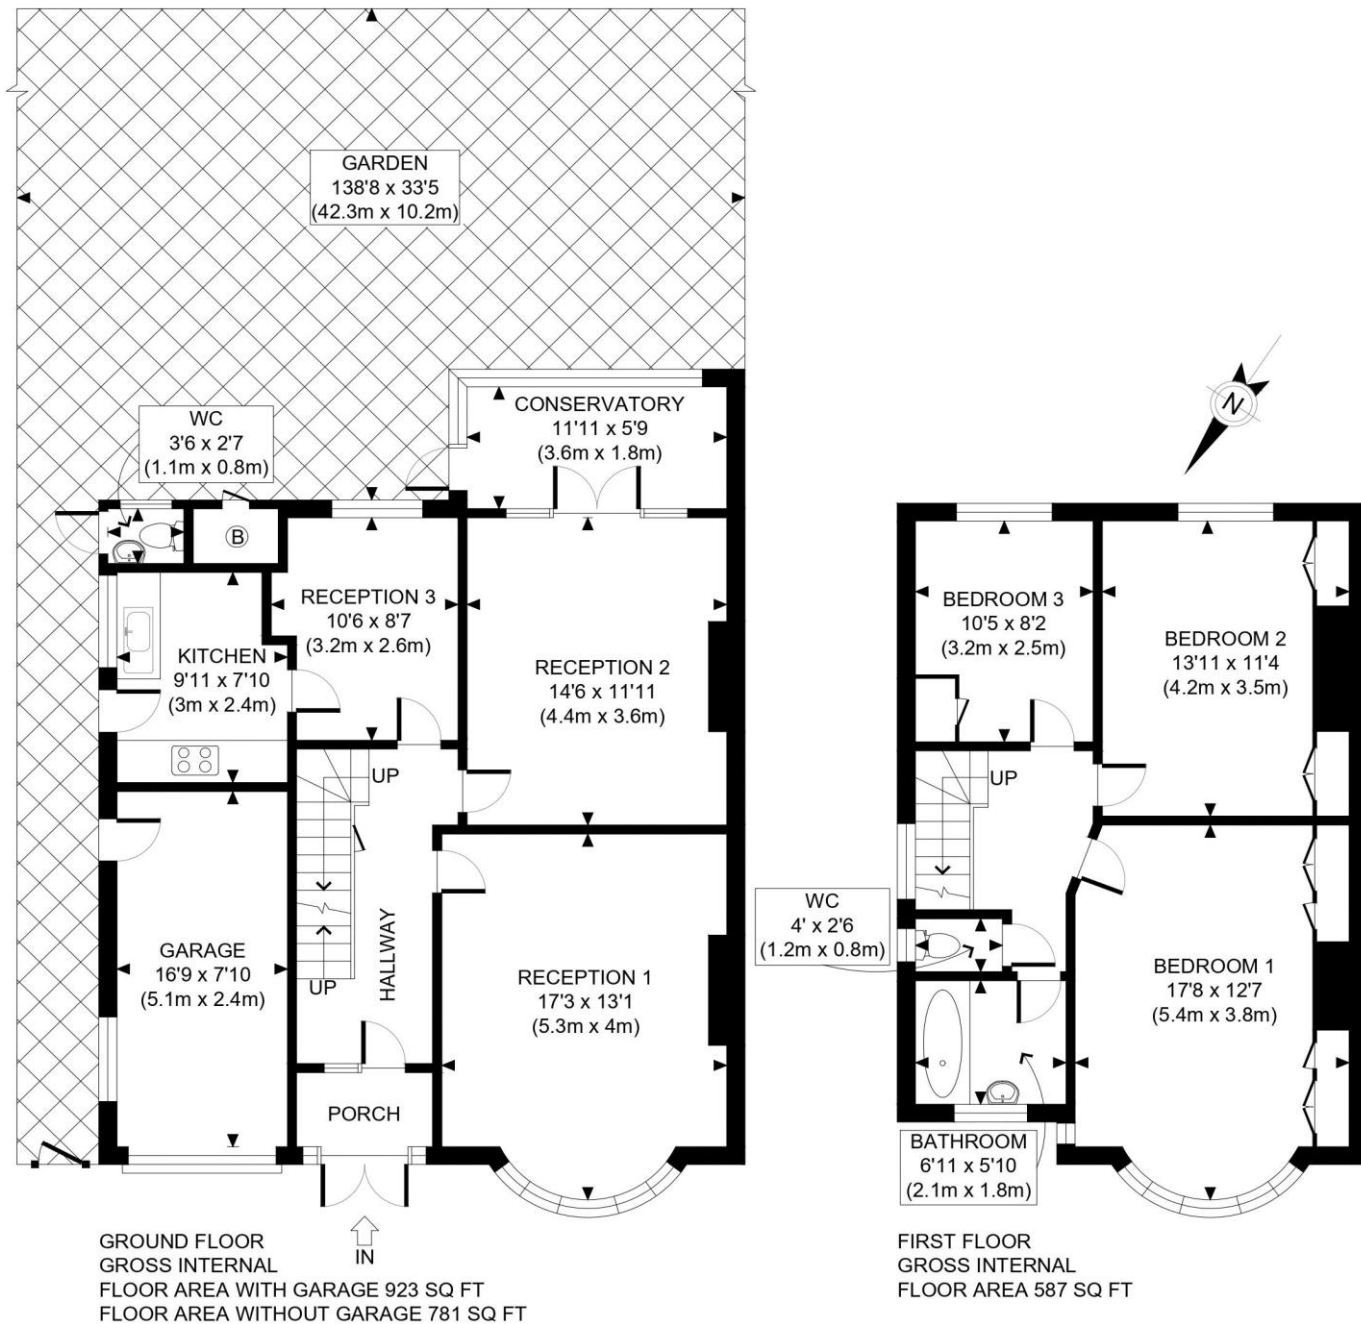 GARDEN
138'8 x 33'5
(42.3m x 10.2m)
CONSERVATORY
11'11 x 5'9
(3.6m x 1.8m)
WC
3'6 x 2'7
(1.1m x 0.8m)
B
RECEPTION 3
10'6 x 8'7
(3.2m x 2.6m)
KITCHEN
9'11 x 7'10
(3m x 2.4m)
RECEPTION 2
14'6 x 11'11
(4.4m x 3.6m)
UP
GARAGE
16'9 x 7'10
(5.1m x 2.4m)
UP
HALLWAY
RECEPTION 1
17'3 x 13'1
(5.3m x 4m)
PORCH
IN
GROUND FLOOR
GROSS INTERNAL
FLOOR AREA WITH GARAGE 923 SQ FT
FLOOR AREA WITHOUT GARAGE 781 SQ FT
N
BEDROOM 3
10'5 x 8'2
(3.2m x 2.5m)
BEDROOM 2
13'11 x 11'4
(4.2m x 3.5m)
UP
WC
4' x 2'6
(1.2m x 0.8m)
BEDROOM 1
17'8 x 12'7
(5.4m x 3.8m)
BATHROOM
6'11 x 5'10
(2.1m x 1.8m)
FIRST FLOOR
GROSS INTERNAL
FLOOR AREA 587 SQ FT